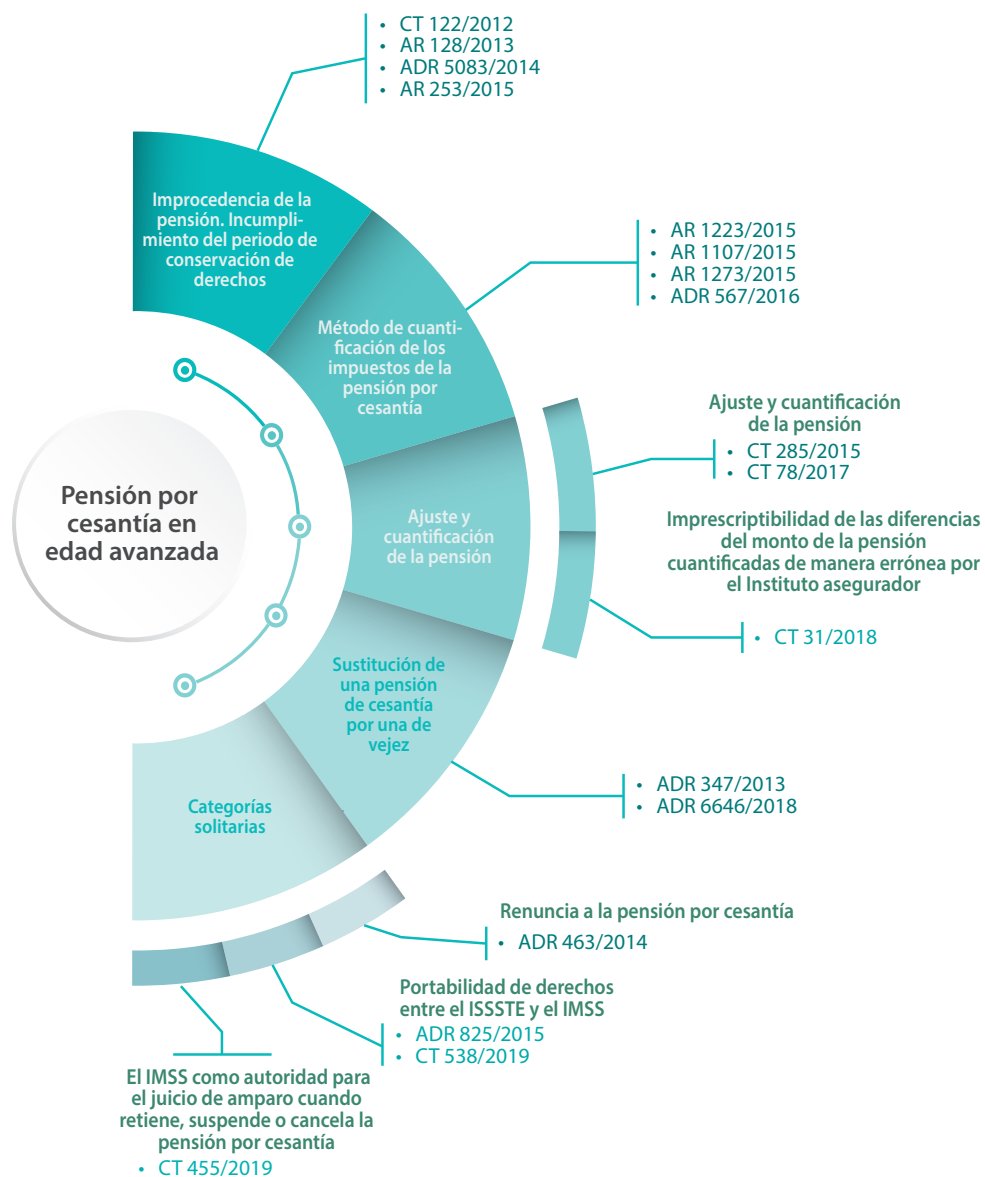 • CT 122/2012
• AR 128/2013
• ADR 5083/2014
• AR 253/2015
Improcedencia de la
pensión. Incumpli-
miento del periodo de
conservación de
derechos
• AR 1223/2015
• AR 1107/2015
• AR 1273/2015
• ADR 567/2016
Método de cuanti-
ficación de los
impuestos de la
pensión por
cesantía
Ajuste y cuantificación
de la pensión
• CT 285/2015
• CT 78/2017
Pensión por
cesantía en
edad avanzada
Ajuste y
cuantificación
de la pensión
Imprescriptibilidad de las diferencias
del monto de la pensión
cuantificadas de manera errónea por
el Instituto asegurador
• CT 31/2018
Sustitución de
una pensión
de cesantía
por una de
vejez
• ADR 347/2013
• ADR 6646/2018
Categorías
solitarias
Renuncia a la pensión por cesantía
• ADR 463/2014
Portabilidad de derechos
entre el ISSSTE y el IMSS
• ADR 825/2015
• CT 538/2019
El IMSS como autoridad para
el juicio de amparo cuando
retiene, suspende o cancela la
pensión por cesantía
• CT 455/2019